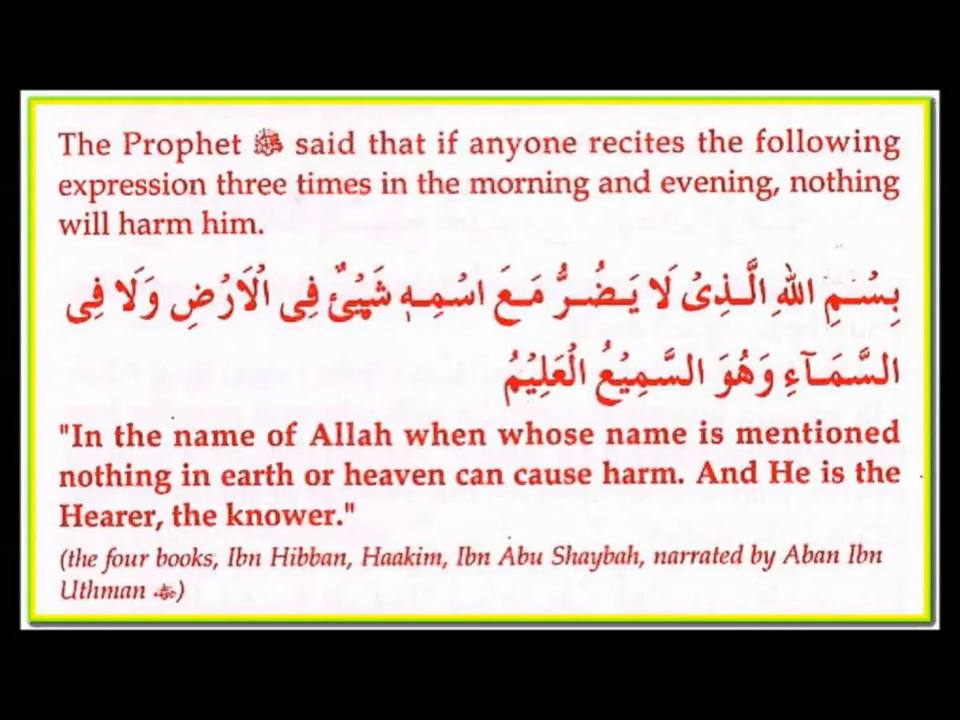 The Prophet ﷺ said that if anyone recites the following
expression three times in the morning and evening, nothing
will harm him.
بِسْمِ اللهِ الَّذِیْ لَا یَضُرُّ مَعَ اسْمِهٖ شَیْئٌ فِی الْاَرْضِ وَلَا فِی
السَّمَآءِ وَهُوَ السَّمِیْعُ الْعَلِیْمُ
"In the name of Allah when whose name is mentioned
nothing in earth or heaven can cause harm. And He is the
Hearer, the knower."
(the four books, Ibn Hibban, Haakim, Ibn Abu Shaybah, narrated by Aban Ibn
Uthman )